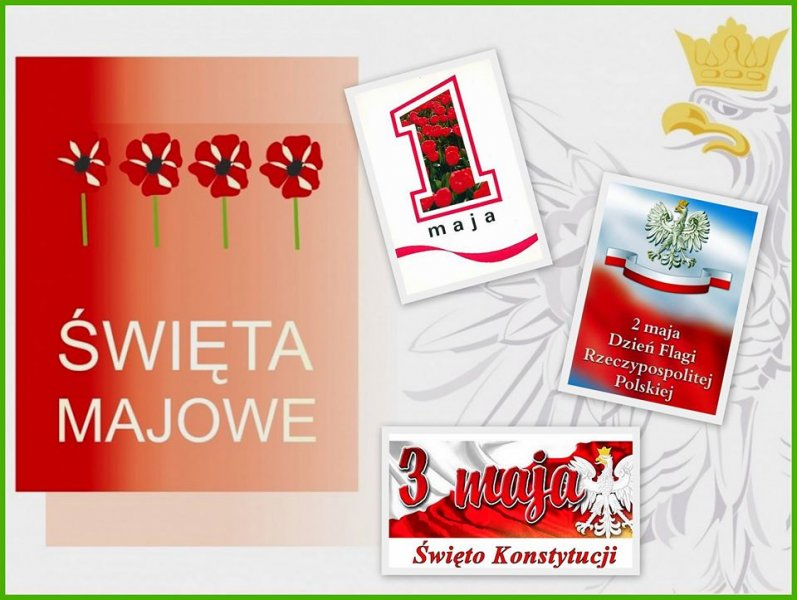 ŚWIĘTA
MAJOWE
1
maja
2 maja
Dzień Flagi
Rzeczypospolitej
Polskiej
3 maja
Święto Konstytucji